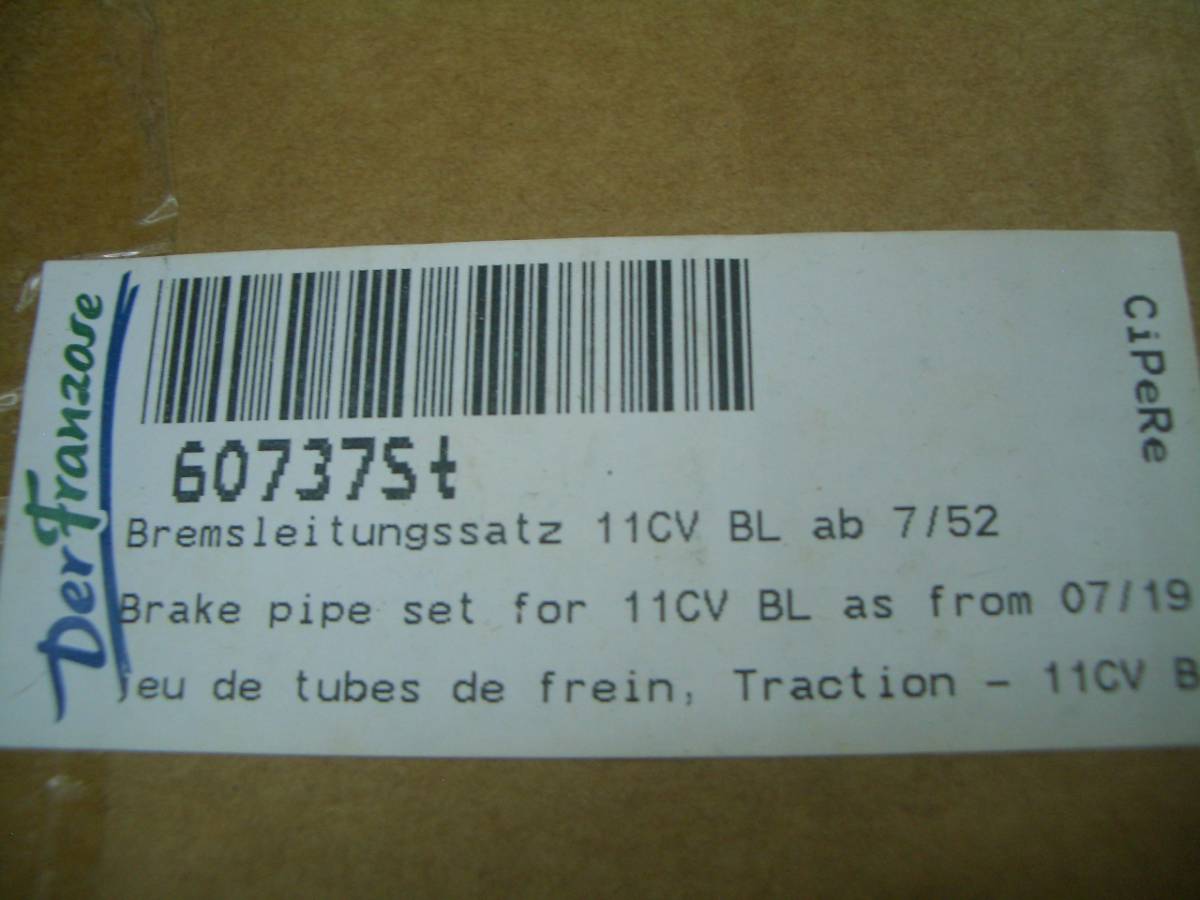 Der Franzose
60737St
CiPeRe
Bremsleitungssatz 11CV BL ab 7/52
Brake pipe set for 11CV BL as from 07/19
Jeu de tubes de frein, Traction - 11CV B